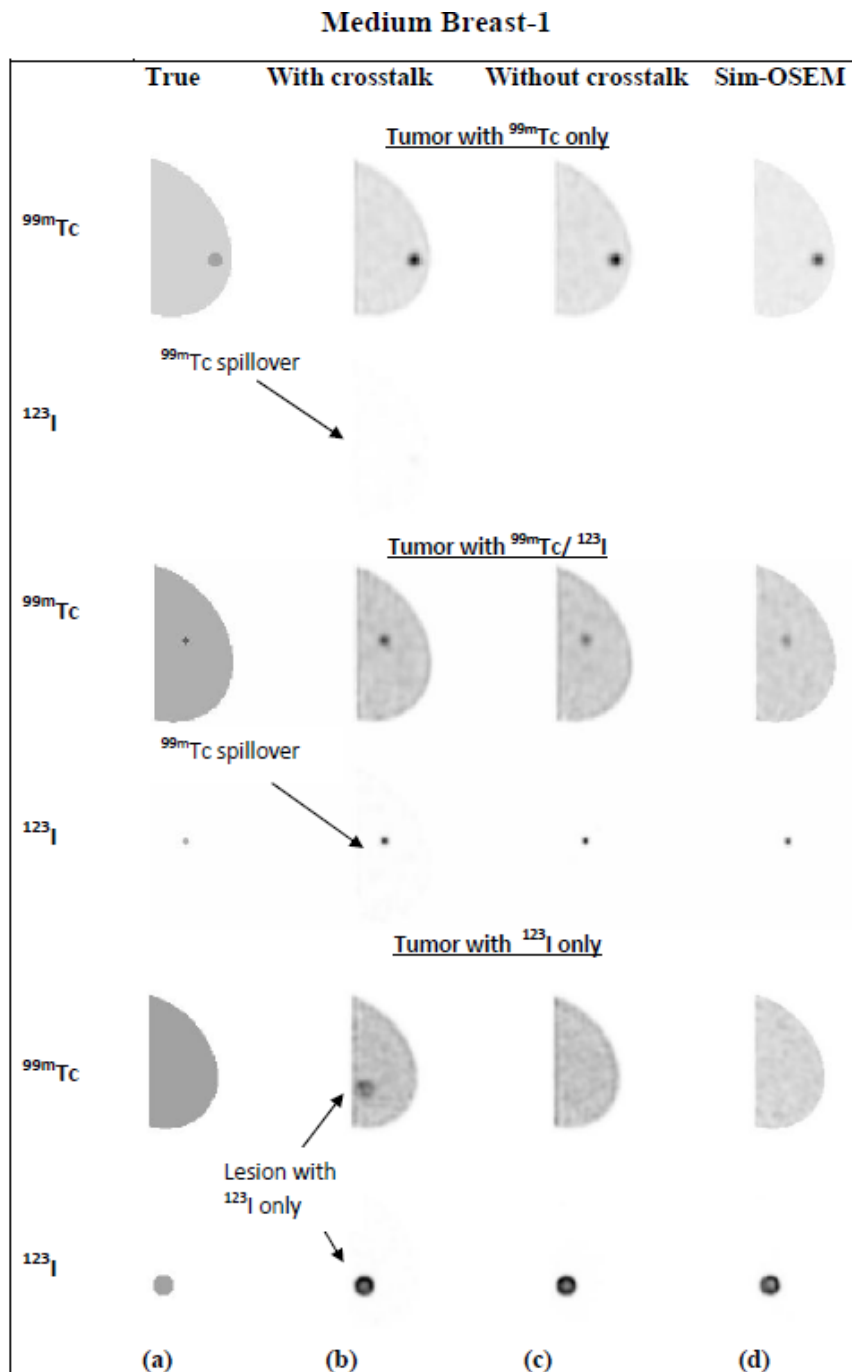 Medium Breast-1
True With crosstalk Without crosstalk Sim-OSEM
Tumor with ⁹⁹ᵐTc only
⁹⁹ᵐTc
⁹⁹ᵐTc spillover
¹²³I
Tumor with ⁹⁹ᵐTc/ ¹²³I
⁹⁹ᵐTc
⁹⁹ᵐTc spillover
¹²³I
Tumor with ¹²³I only
⁹⁹ᵐTc
Lesion with
¹²³I only
¹²³I
(a) (b) (c) (d)